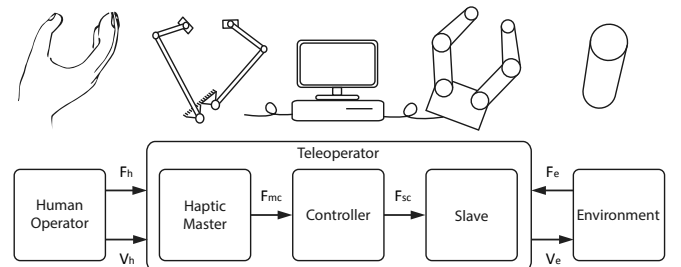 Teleoperator
Human
Operator
Fh
Vh
Haptic
Master
Fmc
Controller
Fsc
Slave
Fe
Ve
Environment